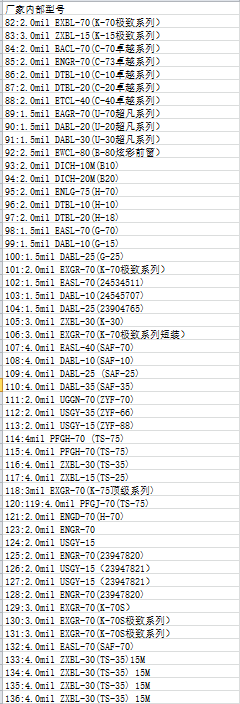 厂家内部型号
82:2.0mil EXBL-70(K-70极致系列）
83:3.0mil ZXBL-15(K-15极致系列）
84:2.0mil BACL-70(C-70卓越系列）
85:2.0mil ENGR-70(C-73卓越系列）
86:2.0mil DTBL-10(C-10卓越系列）
87:2.0mil DTBL-20(C-20卓越系列）
88:2.0mil ETCL-40(C-40卓越系列）
89:1.5mil EAGR-70(U-70超凡系列）
90:1.5mil DABL-20(U-20超凡系列）
91:1.5mil DABL-30(U-30超凡系列）
92:2.5mil EWCL-80(B-80炫彩前窗）
93:2.0mil DICH-10M(B10)
94:2.0mil DICH-20M(B20)
95:2.0mil ENLG-75(H-70)
96:2.0mil DTBL-10(H-10)
97:2.0mil DTBL-20(H-18)
98:1.5mil EASL-70(G-70)
99:1.5mil DABL-10(G-15)
100:1.5mil DABL-25(G-25)
101:2.0mil EXGR-70(K-70极致系列）
102:1.5mil EASL-70(24534511)
103:1.5mil DABL-10(24545707)
104:1.5mil DABL-25(23904765)
105:3.0mil ZXBL-30(K-30)
106:3.0mil EXGR-70(K-70极致系列短装）
107:4.0mil EASL-40(SAF-70)
108:4.0mil DABL-10(SAF-10)
109:4.0mil DABL-25 (SAF-25)
110:4.0mil DABL-35(SAF-35)
111:2.0mil UGGN-70(ZYF-70)
112:2.0mil USGY-35(ZYF-66)
113:2.0mil USGY-15(ZYF-88)
114:4mil PFGH-70 (TS-75)
115:4.0mil PFGH-70(TS-75)
116:4.0mil ZXBL-30(TS-35)
117:4.0mil ZXBL-15(TS-25)
118:3mil EXGR-70(K-75顶级系列)
120:119:4.0mil PFGJ-70(TS-75)
121:2.0mil ENGD-70(H-70)
123:2.0mil ENGR-70
124:2.0mil USGY-15
125:2.0mil ENGR-70(23947820)
126:2.0mil USGY-15（23947821）
127:2.0mil USGY-15（23947821)
128:2.0mil ENGR-70(23947820)
129:3.0mil EXGR-70(K-70S)
130:3.0mil EXGR-70(K-70S极致系列）
131:3.0mil EXGR-70(K-70S极致系列）
132:4.0mil EASL-70(SAF-70)
133:4.0mil ZXBL-30(TS-35)15M
134:4.0mil ZXBL-30(TS-35) 15M
135:4.0mil ZXBL-30(TS-35) 15M
136:4.0mil ZXBL-30(TS-35) 15M